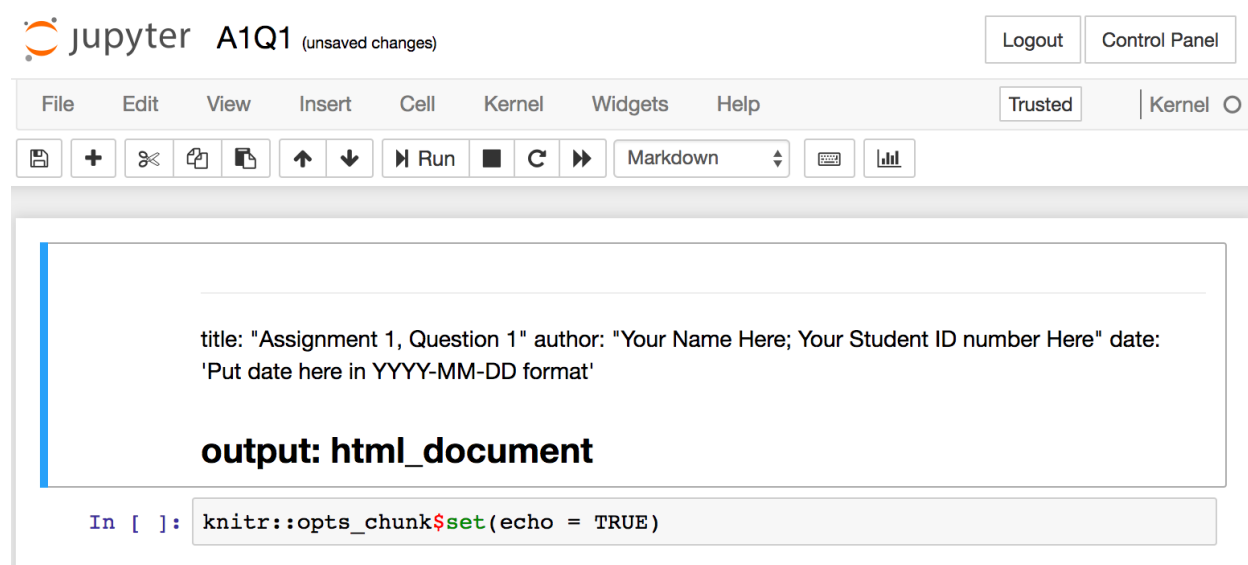 jupyter A1Q1 (unsaved changes) Logout Control Panel
File Edit View Insert Cell Kernel Widgets Help Trusted Kernel
Run Markdown
title: "Assignment 1, Question 1" author: "Your Name Here; Your Student ID number Here" date:
'Put date here in YYYY-MM-DD format'
output: html_document
In [ ]: knitr::opts_chunk$set(echo = TRUE)